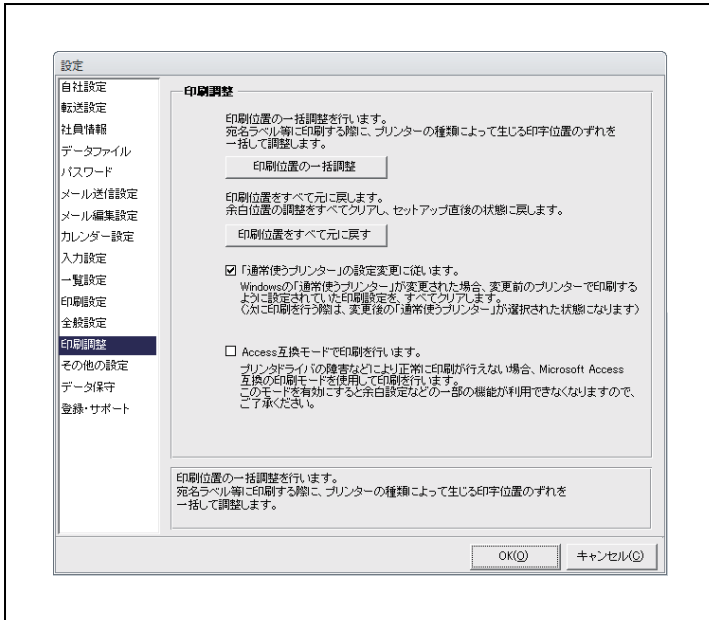 設定
自社設定
転送設定
社員情報
データファイル
パスワード
メール送信設定
メール編集設定
カレンダー設定
入力設定
一覧設定
印刷設定
全般設定
印刷調整
その他の設定
データ保守
登録・サポート
印刷調整
印刷位置の一括調整を行います。
宛名ラベル等に印刷する際に、プリンターの種類によって生じる印字位置のずれを
一括して調整します。
印刷位置の一括調整
印刷位置をすべて元に戻します。
余白位置の調整をすべてクリアし、セットアップ直後の状態に戻します。
印刷位置をすべて元に戻す
「通常使うプリンター」の設定変更に従います。
Windowsの「通常使うプリンター」が変更された場合、変更前のプリンターで印刷する
ように設定されていた印刷設定を、すべてクリアします。
(次に印刷を行う際は、変更後の「通常使うプリンター」が選択された状態になります)
Access互換モードで印刷を行います。
プリンタドライバの障害などにより正常に印刷が行えない場合、Microsoft Access
互換の印刷モードを使用して印刷を行います。
このモードを有効にすると余白設定などの一部の機能が利用できなくなりますので、
ご了承ください。
印刷位置の一括調整を行います。
宛名ラベル等に印刷する際に、プリンターの種類によって生じる印字位置のずれを
一括して調整します。
OK(O)
キャンセル(C)